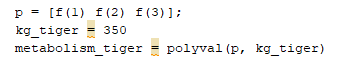 p = [f(1) f(2) f(3)];
kg_tiger = 350
metabolism_tiger = polyval(p, kg_tiger)